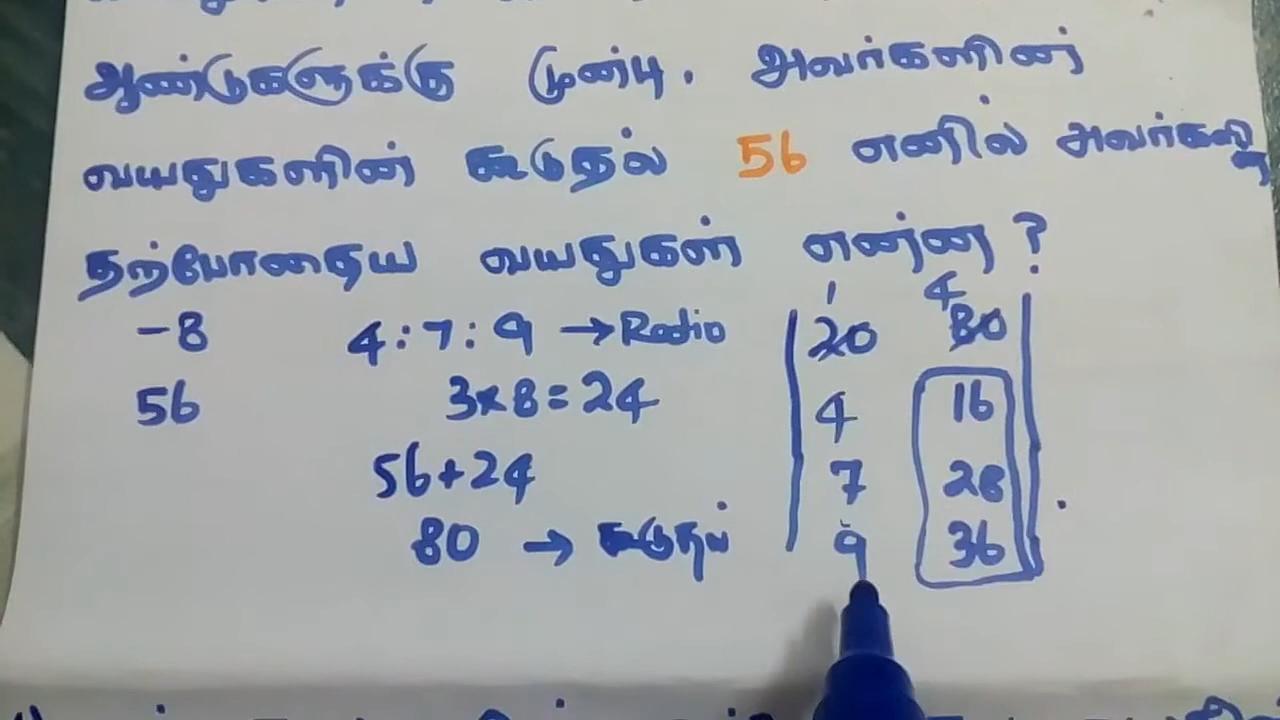 ஆண்டுகளுக்கு முன்பு. அவர்களின்
வயதுகளின் கூடுதல் 56 எனில் அவர்களின்
தற்போதைய வயதுகள் என்ன?
-8 4:7:9 → Radio
56 3×8=24
56+24
80 → கூடுதல்
1 4
20 80
4 16
7 28
9 36